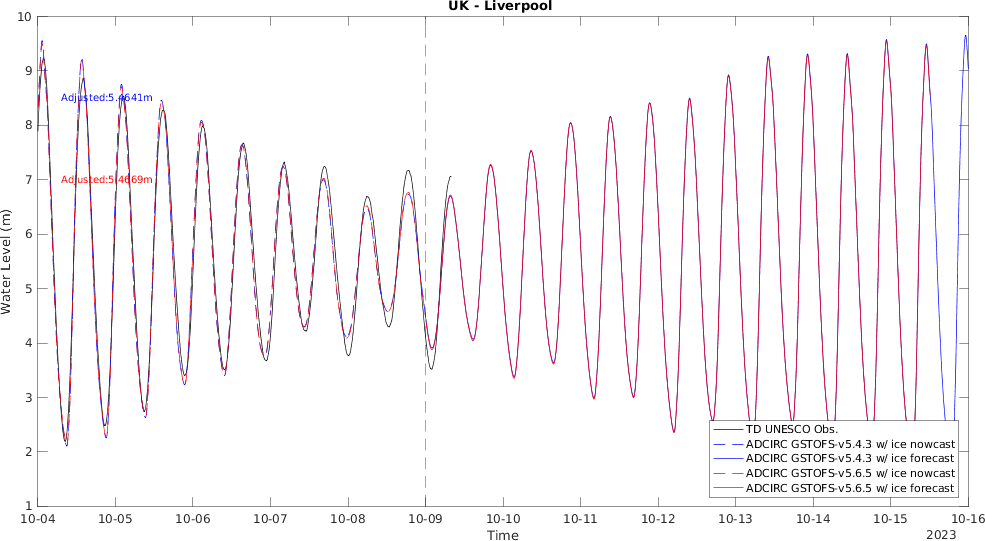 UK - Liverpool
10
9
8
7
6
5
4
3
2
1
Water Level (m)
Adjusted:5.4641m
Adjusted:5.4669m
TD UNESCO Obs.
ADCIRC GSTOFS-v5.4.3 w/ ice nowcast
ADCIRC GSTOFS-v5.4.3 w/ ice forecast
ADCIRC GSTOFS-v5.6.5 w/ ice nowcast
ADCIRC GSTOFS-v5.6.5 w/ ice forecast
10-04 10-05 10-06 10-07 10-08 10-09 10-10 10-11 10-12 10-13 10-14 10-15 10-16
Time
2023